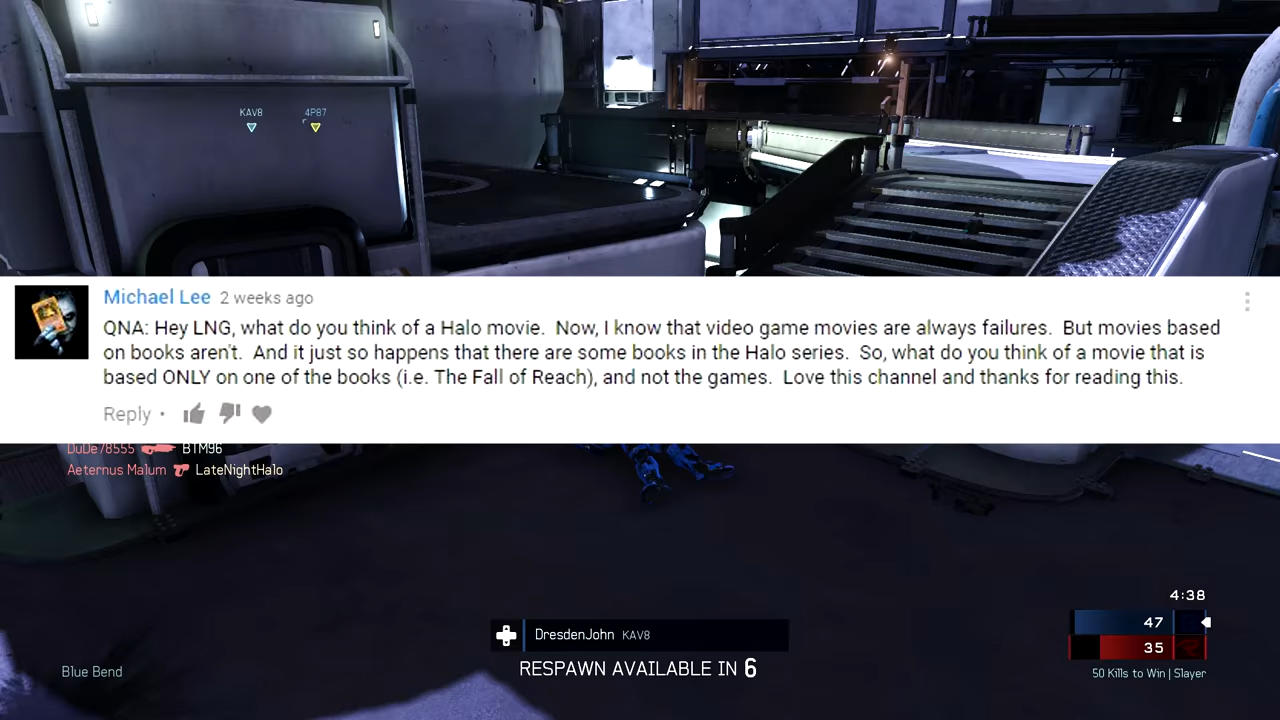 KAV8
4P87
Michael Lee 2 weeks ago
QNA: Hey LNG, what do you think of a Halo movie. Now, I know that video game movies are always failures. But movies based
on books aren't. And it just so happens that there are some books in the Halo series. So, what do you think of a movie that is
based ONLY on one of the books (i.e. The Fall of Reach), and not the games. Love this channel and thanks for reading this.
Reply •
DuDe78555 BTM96
Aeternus Malum LateNightHalo
4:38
47
DresdenJohn KAV8
35
RESPAWN AVAILABLE IN 6
Blue Bend
50 Kills to Win | Slayer